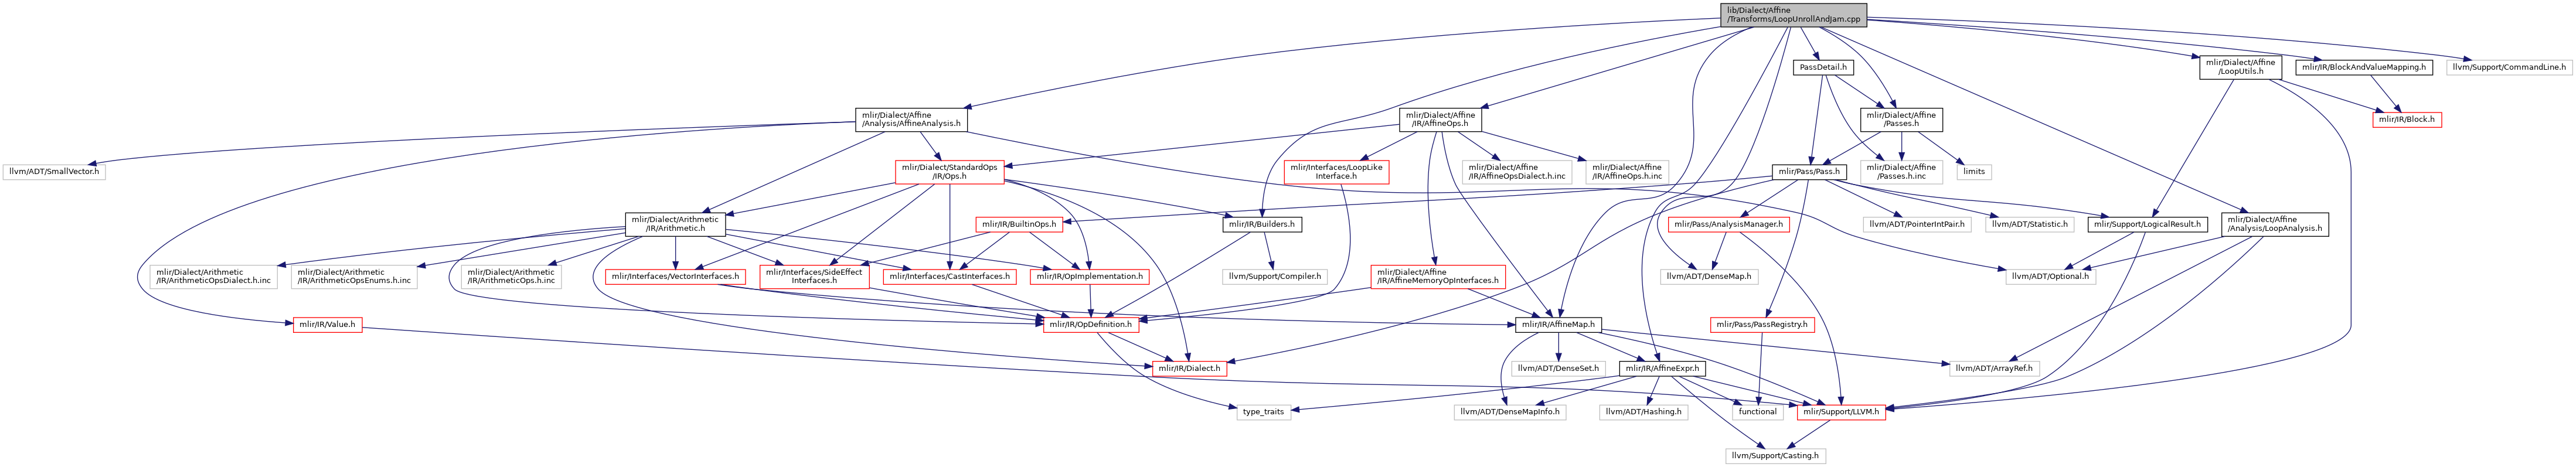 lib/Dialect/Affine
/Transforms/LoopUnrollAndJam.cpp
PassDetail.h
mlir/Dialect/Affine
/LoopUtils.h
mlir/IR/BlockAndValueMapping.h
llvm/Support/CommandLine.h
mlir/Dialect/Affine
/Analysis/AffineAnalysis.h
mlir/Dialect/Affine
/IR/AffineOps.h
mlir/Dialect/Affine
/Passes.h
mlir/IR/Block.h
llvm/ADT/SmallVector.h
mlir/Dialect/StandardOps
/IR/Ops.h
mlir/Interfaces/LoopLike
Interface.h
mlir/Dialect/Affine
/IR/AffineOpsDialect.h.inc
mlir/Dialect/Affine
/IR/AffineOps.h.inc
mlir/Pass/Pass.h
mlir/Dialect/Affine
/Passes.h.inc
limits
mlir/Dialect/Arithmetic
/IR/Arithmetic.h
mlir/IR/BuiltinOps.h
mlir/IR/Builders.h
mlir/Pass/AnalysisManager.h
llvm/ADT/PointerIntPair.h
llvm/ADT/Statistic.h
mlir/Support/LogicalResult.h
mlir/Dialect/Affine
/Analysis/LoopAnalysis.h
mlir/Dialect/Arithmetic
/IR/ArithmeticOpsDialect.h.inc
mlir/Dialect/Arithmetic
/IR/ArithmeticOpsEnums.h.inc
mlir/Dialect/Arithmetic
/IR/ArithmeticOps.h.inc
mlir/Interfaces/VectorInterfaces.h
mlir/Interfaces/SideEffect
Interfaces.h
mlir/Interfaces/CastInterfaces.h
mlir/IR/OpImplementation.h
llvm/Support/Compiler.h
mlir/Dialect/Affine
/IR/AffineMemoryOpInterfaces.h
llvm/ADT/DenseMap.h
llvm/ADT/Optional.h
mlir/IR/Value.h
mlir/IR/OpDefinition.h
mlir/IR/AffineMap.h
mlir/Pass/PassRegistry.h
mlir/IR/Dialect.h
llvm/ADT/DenseSet.h
mlir/IR/AffineExpr.h
llvm/ADT/ArrayRef.h
type_traits
llvm/ADT/DenseMapInfo.h
llvm/ADT/Hashing.h
functional
mlir/Support/LLVM.h
llvm/Support/Casting.h